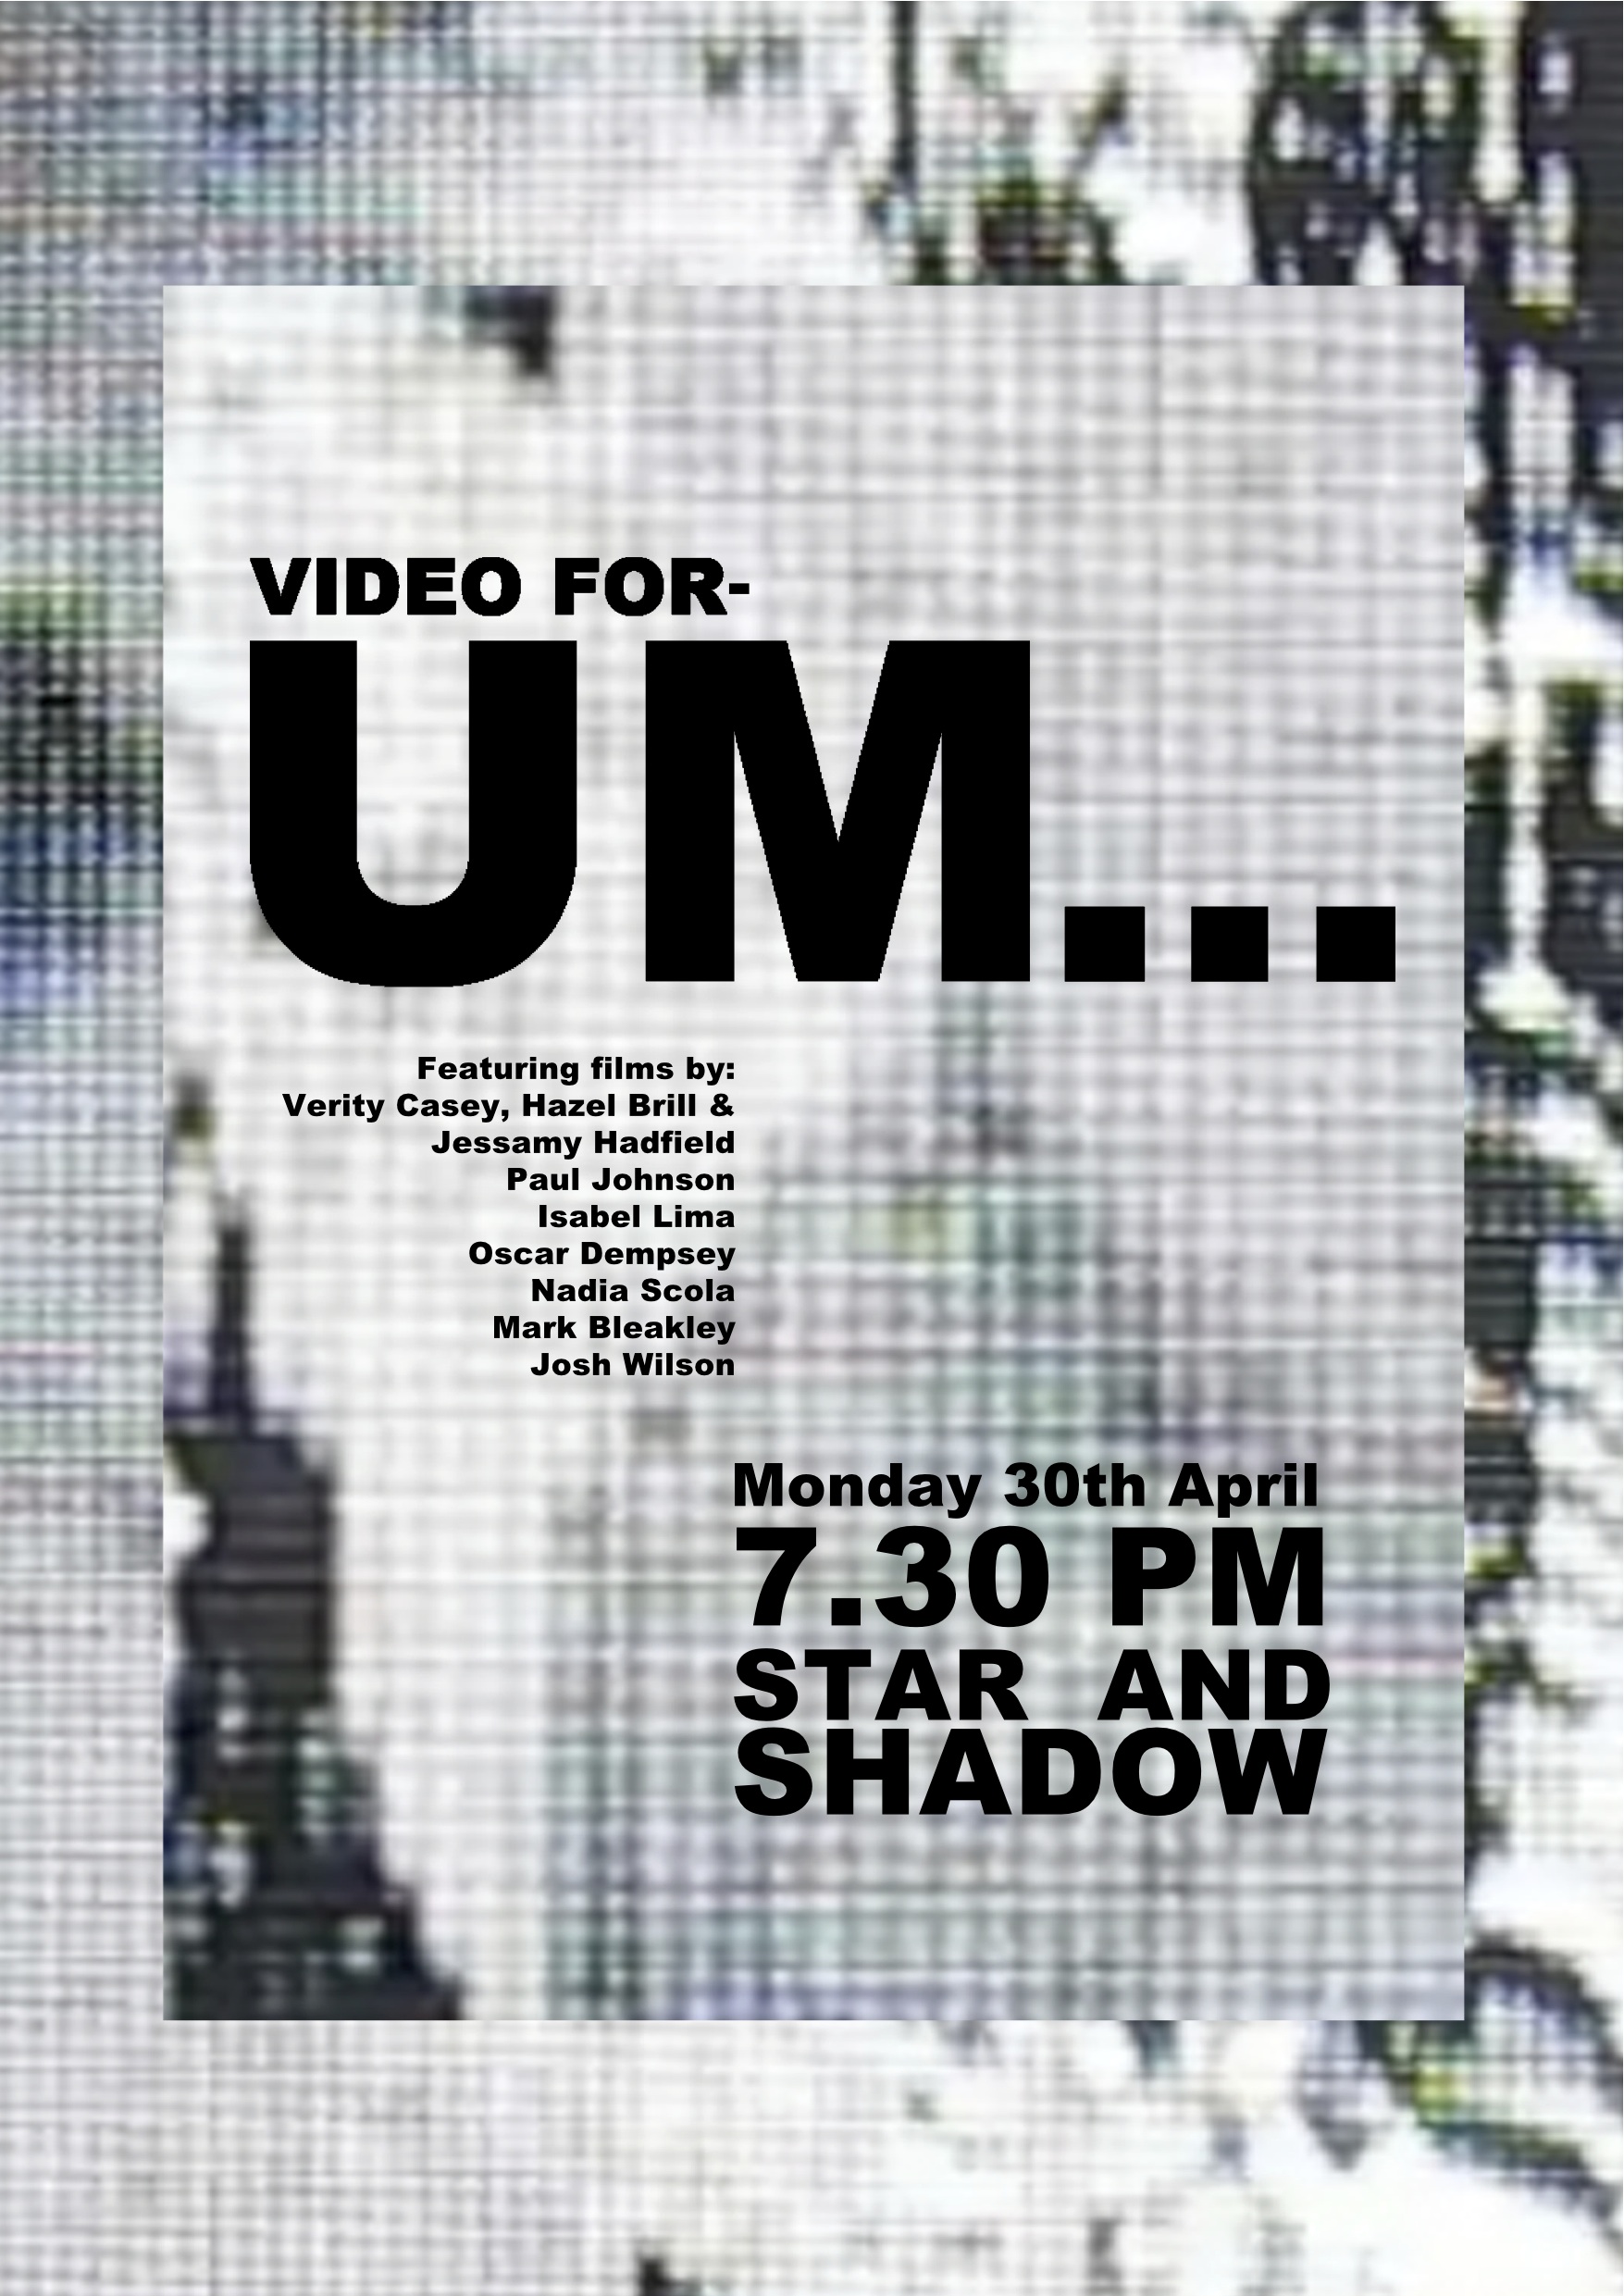 VIDEO FOR-
UM...
Featuring films by:
Verity Casey, Hazel Brill &
Jessamy Hadfield
Paul Johnson
Isabel Lima
Oscar Dempsey
Nadia Scola
Mark Bleakley
Josh Wilson
Monday 30th April
7.30 PM
STAR AND
SHADOW